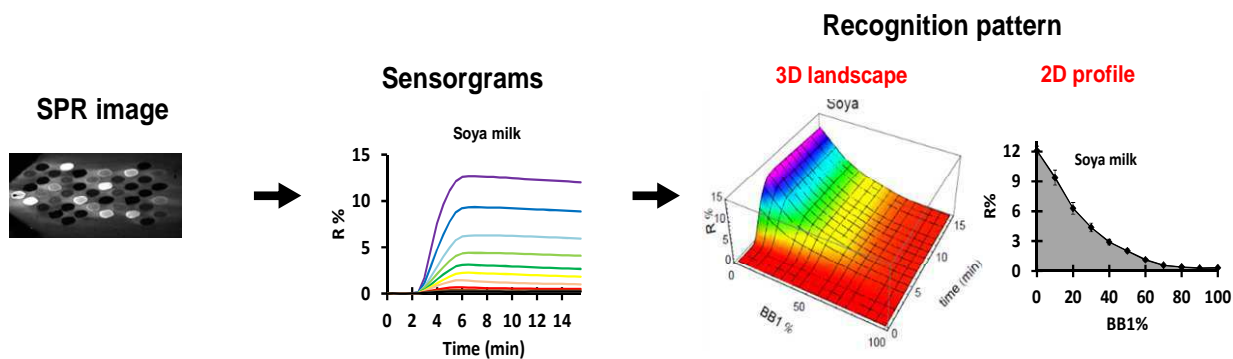 Recognition pattern
SPR image
Sensorgrams
3D landscape
2D profile
Soya milk
15
10
5
0
R %
0 2 4 6 8 10 12 14
Time (min)
Soya
15
10
5
0
R %
0
50
100
BB1 %
0
5
10
15
time (min)
Soya milk
12
9
6
3
0
R%
0 20 40 60 80 100
BB1%